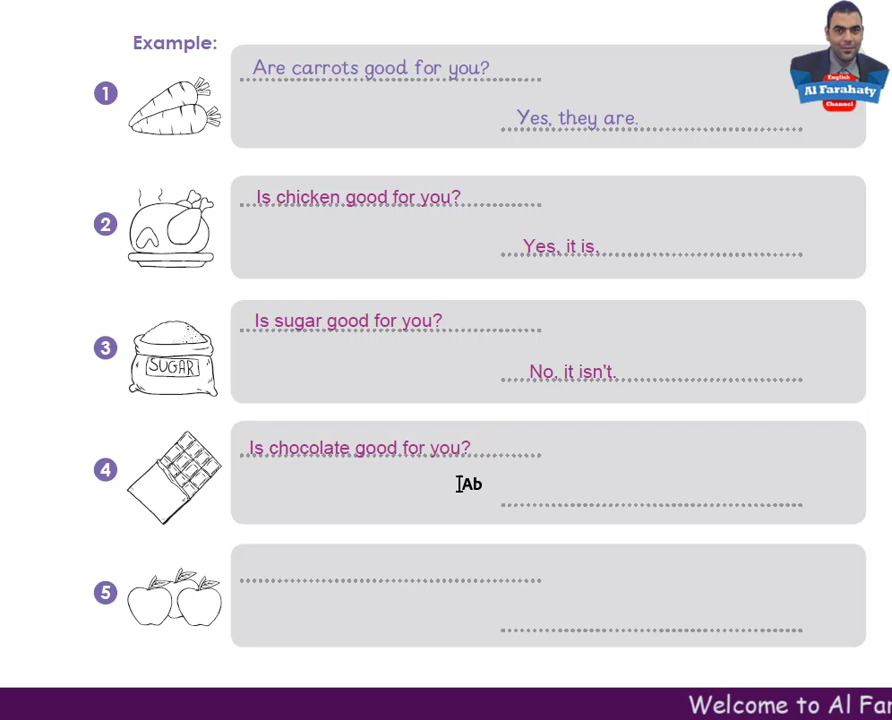 Example:
English
Al Farahaty
Channel
1
Are carrots good for you?
Yes, they are.
2
Is chicken good for you?
Yes, it is.
3
SUGAR
Is sugar good for you?
No, it isn't.
4
Is chocolate good for you?
Ab
5
Welcome to Al Far